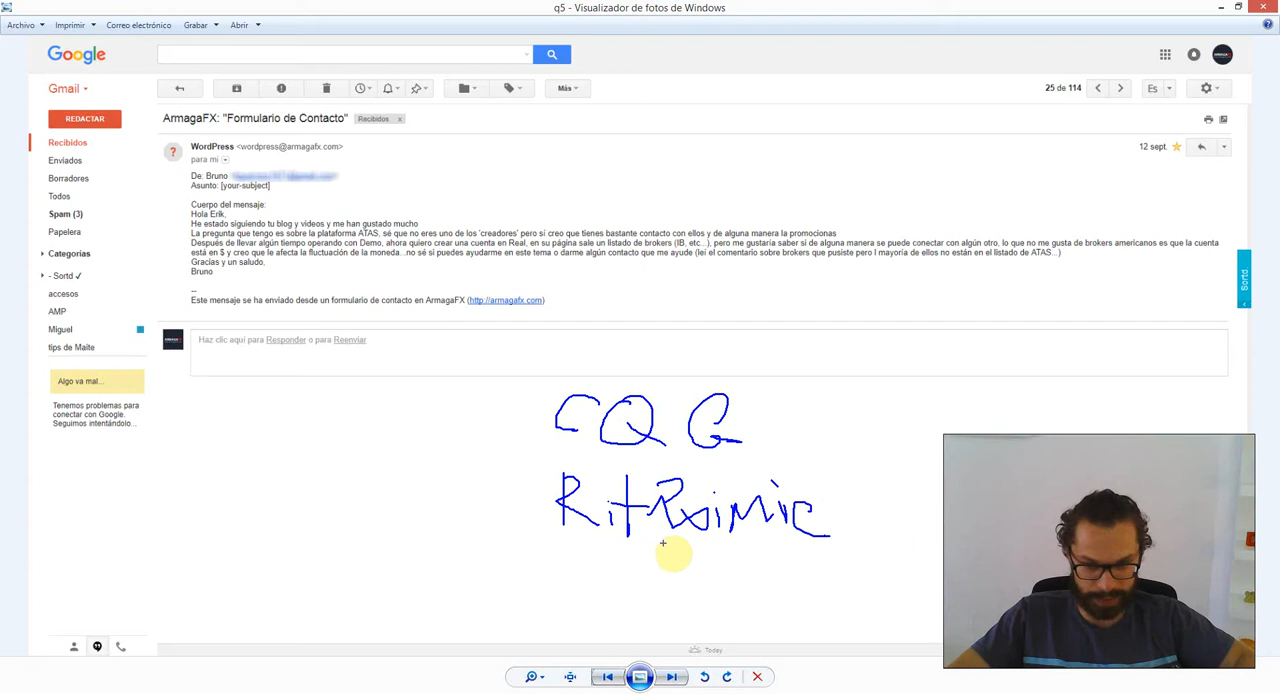 q5 - Visualizador de fotos de Windows
Archivo Imprimir Correo electrónico Grabar Abrir
Google
Gmail
Más
25 de 114
Es
REDACTAR
ArmagaFX: "Formulario de Contacto" Recibidos x
Recibidos
Enviados
Borradores
Todos
Spam (3)
Papelera
Categorías
- Sortd ✓
accesos
AMP
Miguel
tips de Maite
Algo va mal...
Tenemos problemas para
conectar con Google.
Seguimos intentándolo...
WordPress <wordpress@armagafx.com>
12 sept.
para mi
De: Bruno
Asunto: [your-subject]
Cuerpo del mensaje:
Hola Erik,
He estado siguiendo tu blog y videos y me han gustado mucho
La pregunta que tengo es sobre la plataforma ATAS, sé que no eres uno de los 'creadores' pero sí creo que tienes bastante contacto con ellos y de alguna manera la promocionas
Después de llevar algún tiempo operando con Demo, ahora quiero crear una cuenta en Real, en su página sale un listado de brokers (IB, etc...), pero me gustaría saber si de alguna manera se puede conectar con algún otro, lo que no me gusta de brokers americanos es que la cuenta
está en $ y creo que le afecta la fluctuación de la moneda...no sé si puedes ayudarme en este tema o darme algún contacto que me ayude (leí el comentario sobre brokers que pusiste pero l mayoría de ellos no están en el listado de ATAS...)
Gracias y un saludo,
Bruno
--
Este mensaje se ha enviado desde un formulario de contacto en ArmagaFX (http://armagafx.com)
Haz clic aquí para Responder o para Reenviar
Sortd
CQG
Today